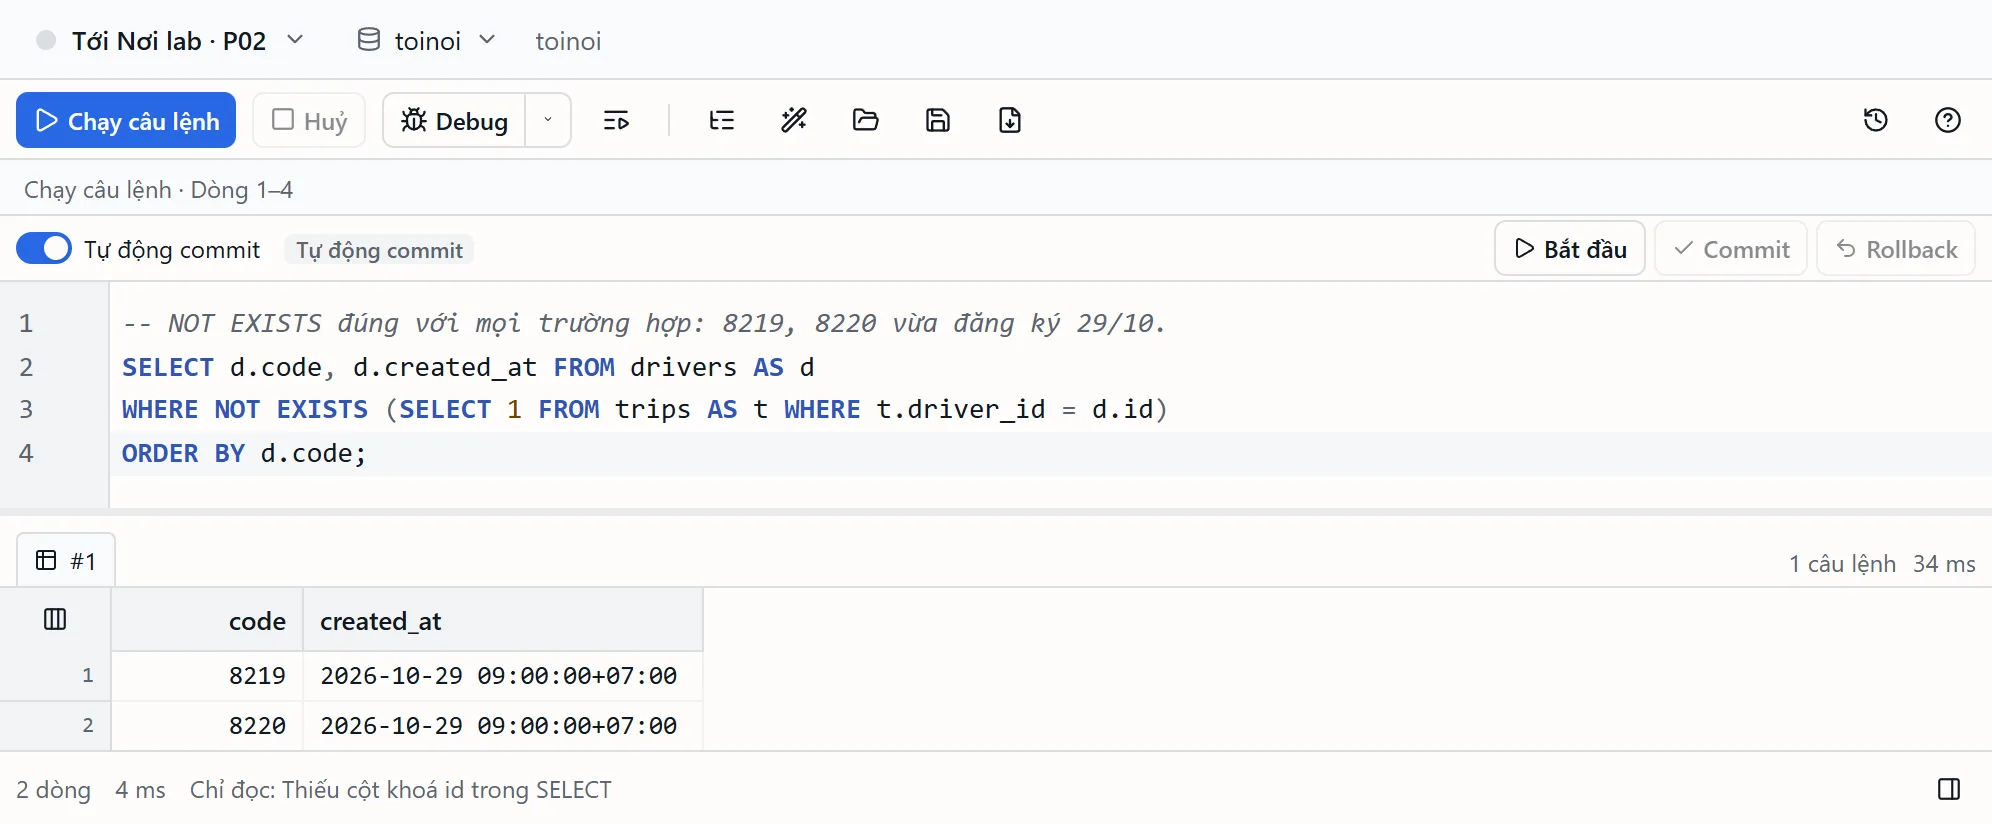 Tới Nơi lab · P02 toinoi toinoi
Chạy câu lệnh Huỷ Debug
Chạy câu lệnh · Dòng 1–4
Tự động commit Tự động commit Bắt đầu Commit Rollback
1 -- NOT EXISTS đúng với mọi trường hợp: 8219, 8220 vừa đăng ký 29/10.
2 SELECT d.code, d.created_at FROM drivers AS d
3 WHERE NOT EXISTS (SELECT 1 FROM trips AS t WHERE t.driver_id = d.id)
4 ORDER BY d.code;
#1 1 câu lệnh 34 ms
code created_at
1 8219 2026-10-29 09:00:00+07:00
2 8220 2026-10-29 09:00:00+07:00
2 dòng 4 ms Chỉ đọc: Thiếu cột khoá id trong SELECT